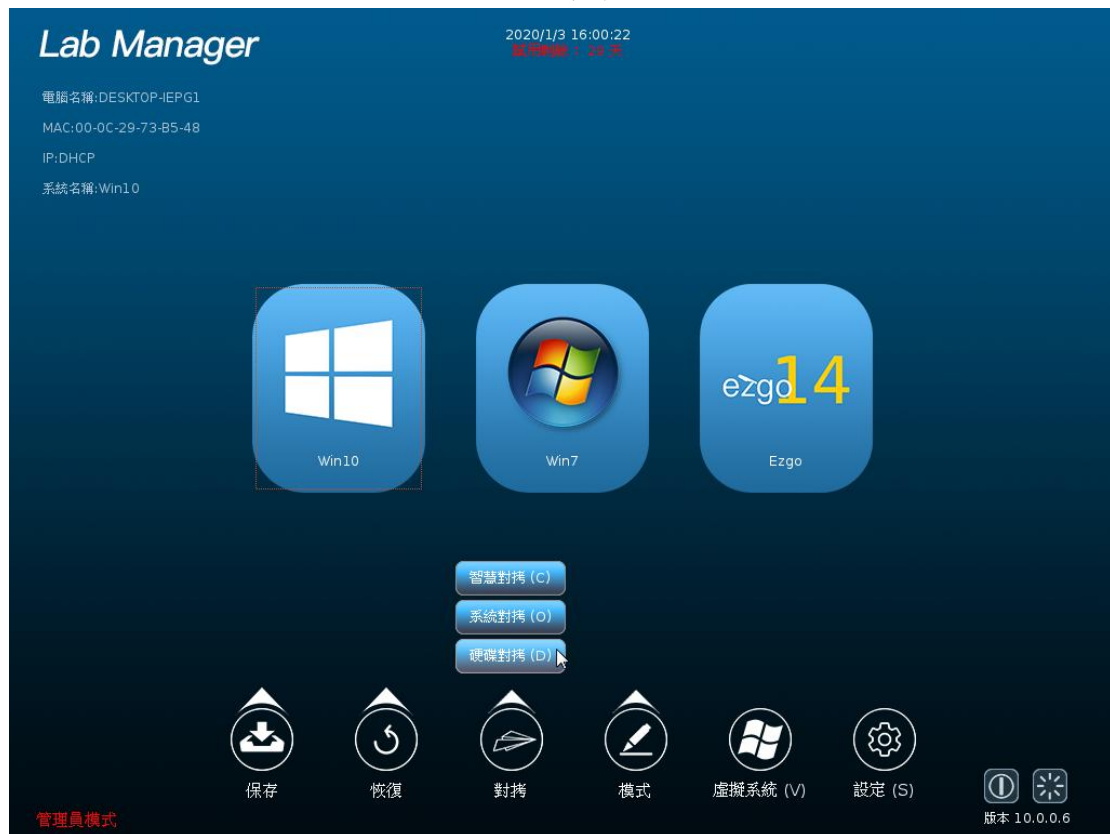 Lab Manager
2020/1/3 16:00:22
試用剩餘 : 29 天
電腦名稱:DESKTOP-IEPG1
MAC:00-0C-29-73-B5-48
IP:DHCP
系統名稱:Win10
ezgo14
Win10
Win7
Ezgo
智慧對拷 (C)
系統對拷 (O)
硬碟對拷 (D)
保存
恢復
對拷
模式
虛擬系統 (V)
設定 (S)
管理員模式
版本 10.0.0.6